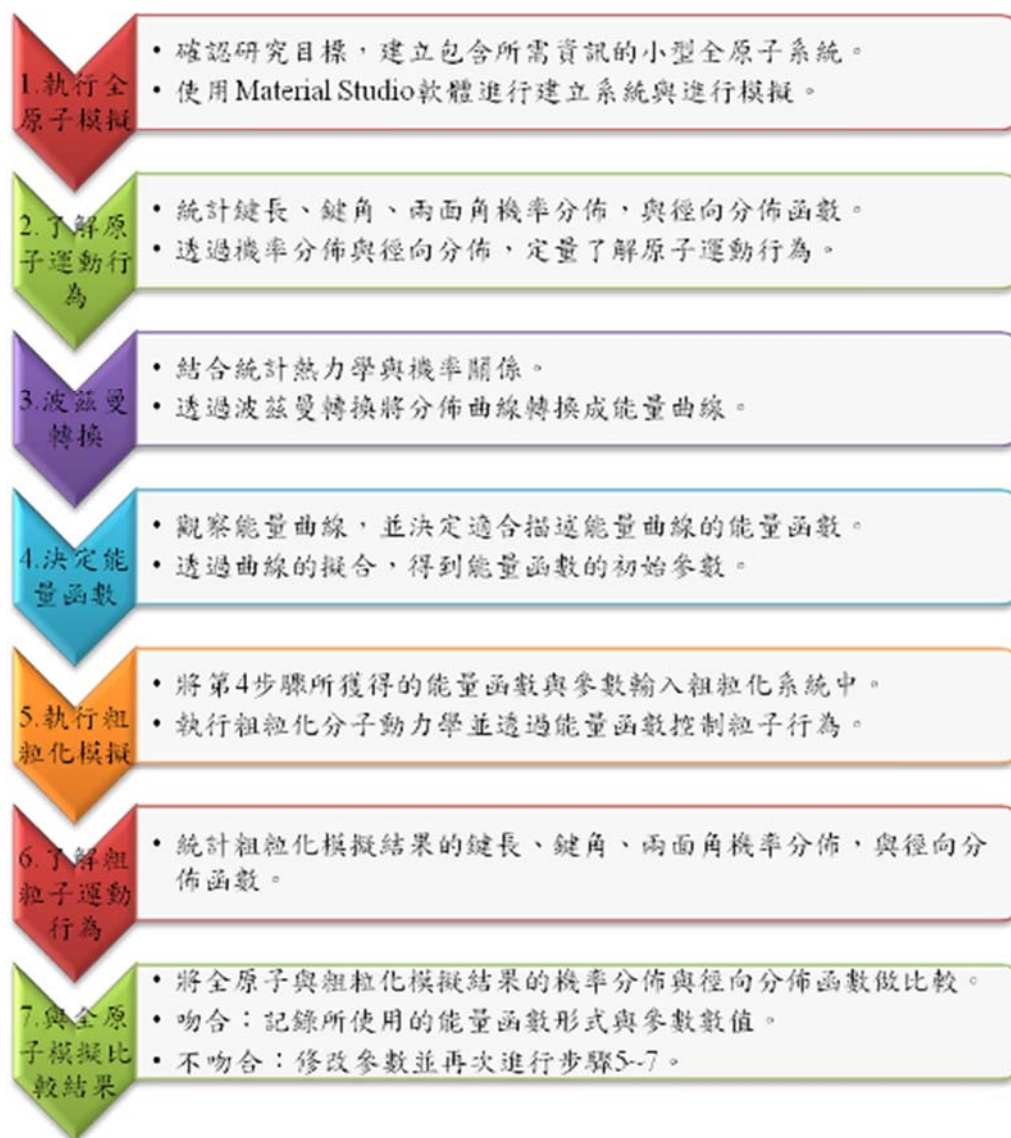 1.執行全
原子模擬
• 確認研究目標，建立包含所需資訊的小型全原子系統。
• 使用Material Studio軟體進行建立系統與進行模擬。
2.了解原
子運動行
為
• 統計鍵長、鍵角、兩面角機率分佈，與徑向分佈函數。
• 透過機率分佈與徑向分佈，定量了解原子運動行為。
3.波茲曼
轉換
• 結合統計熱力學與機率關係。
• 透過波茲曼轉換將分佈曲線轉換成能量曲線。
4.決定能
量函數
• 觀察能量曲線，並決定適合描述能量曲線的能量函數。
• 透過曲線的擬合，得到能量函數的初始參數。
5.執行粗
粒化模擬
• 將第4步驟所獲得的能量函數與參數輸入粗粒化系統中。
• 執行粗粒化分子動力學並透過能量函數控制粒子行為。
6.了解粗
粒子運動
行為
• 統計粗粒化模擬結果的鍵長、鍵角、兩面角機率分佈，與徑向分
佈函數。
7.與全原
子模擬比
較結果
• 將全原子與粗粒化模擬結果的機率分佈與徑向分佈函數做比較。
• 吻合：記錄所使用的能量函數形式與參數數值。
• 不吻合：修改參數並再次進行步驟5--7。